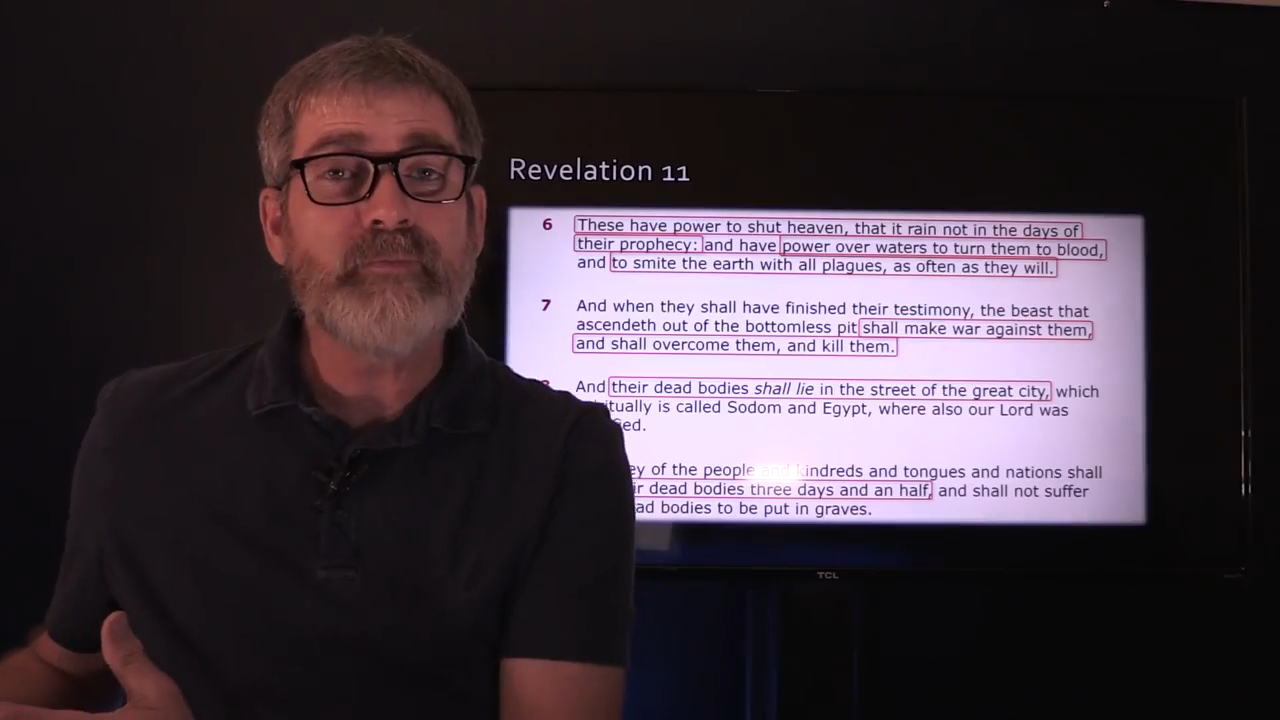 Revelation 11
6 These have power to shut heaven, that it rain not in the days of
their prophecy: and have power over waters to turn them to blood,
and to smite the earth with all plagues, as often as they will.
7 And when they shall have finished their testimony, the beast that
ascendeth out of the bottomless pit shall make war against them,
and shall overcome them, and kill them.
And their dead bodies shall lie in the street of the great city, which
itually is called Sodom and Egypt, where also our Lord was
ied.
ey of the people and kindreds and tongues and nations shall
ir dead bodies three days and an half, and shall not suffer
ad bodies to be put in graves.
TCL